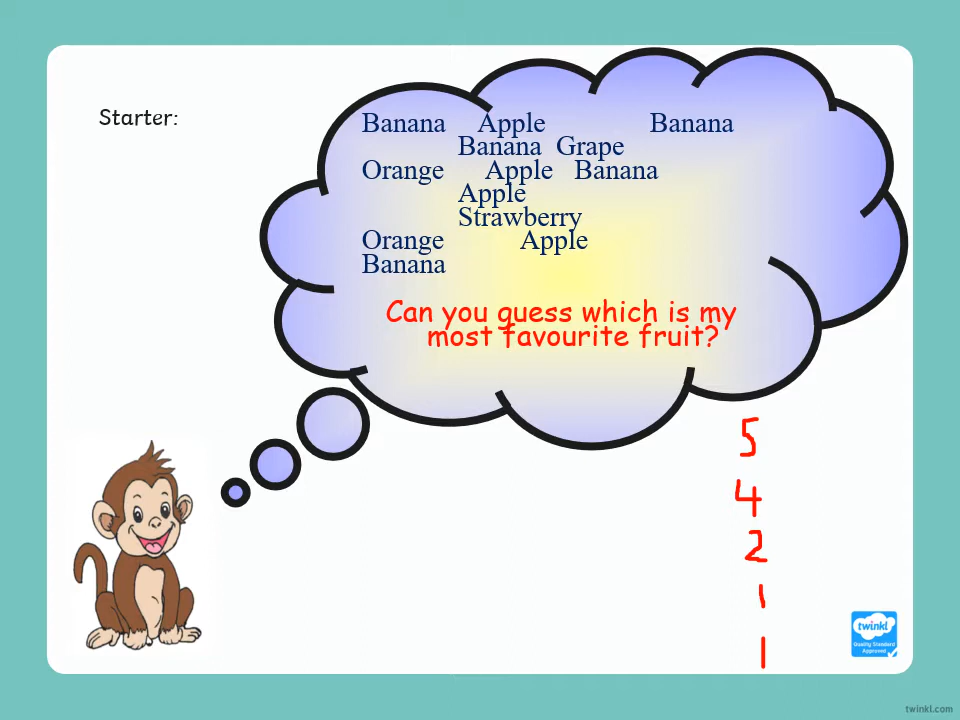 Starter:
Banana Apple Banana
Banana Grape
Orange Apple Banana
Apple
Strawberry
Orange Apple
Banana
Can you guess which is my
most favourite fruit?
5
4
2
1
1
twinkl
Quality Standard
Approved
twinkl.com